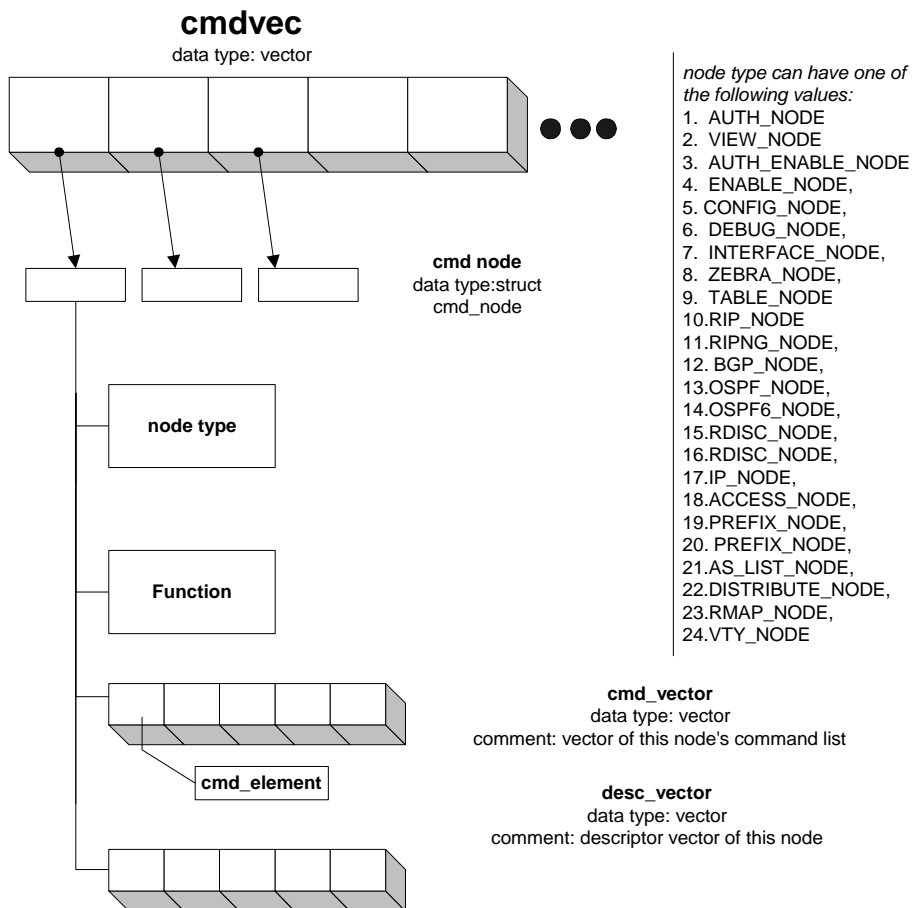 cmdvec
data type: vector
node type can have one of
the following values:
1. AUTH_NODE
2. VIEW_NODE
3. AUTH_ENABLE_NODE
4. ENABLE_NODE,
5. CONFIG_NODE,
6. DEBUG_NODE,
7. INTERFACE_NODE,
8. ZEBRA_NODE,
9. TABLE_NODE
10.RIP_NODE
11.RIPNG_NODE,
12. BGP_NODE,
13.OSPF_NODE,
14.OSPF6_NODE,
15.RDISC_NODE,
16.RDISC_NODE,
17.IP_NODE,
18.ACCESS_NODE,
19.PREFIX_NODE,
20. PREFIX_NODE,
21.AS_LIST_NODE,
22.DISTRIBUTE_NODE,
23.RMAP_NODE,
24.VTY_NODE
cmd node
data type:struct
cmd_node
node type
Function
cmd_vector
data type: vector
comment: vector of this node's command list
cmd_element
desc_vector
data type: vector
comment: descriptor vector of this node